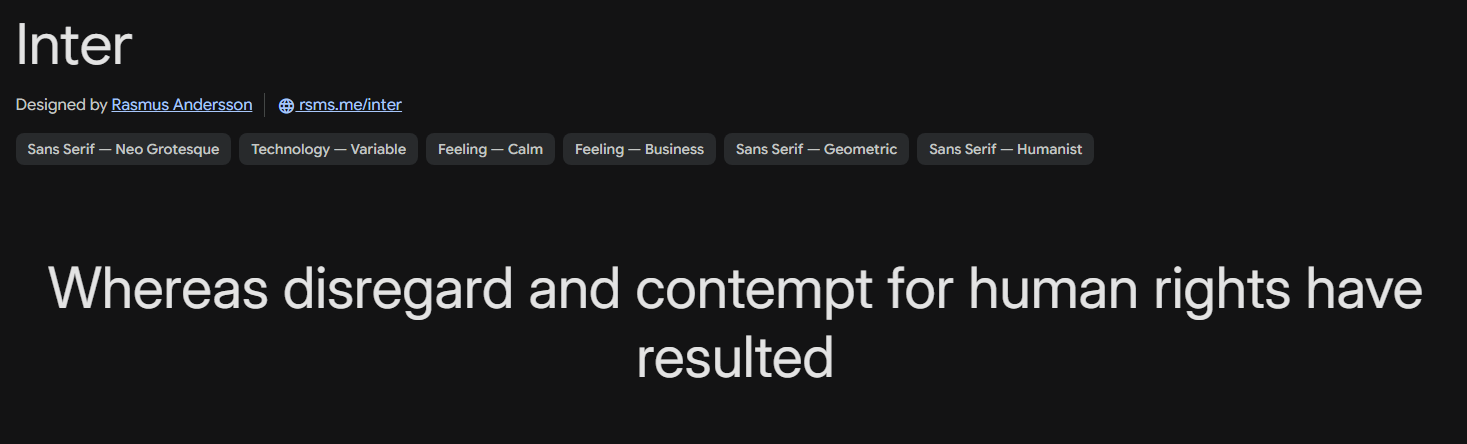 Inter
Designed by Rasmus Andersson rsms.me/inter
Sans Serif — Neo Grotesque Technology — Variable Feeling — Calm Feeling — Business Sans Serif — Geometric Sans Serif — Humanist
Whereas disregard and contempt for human rights have
resulted